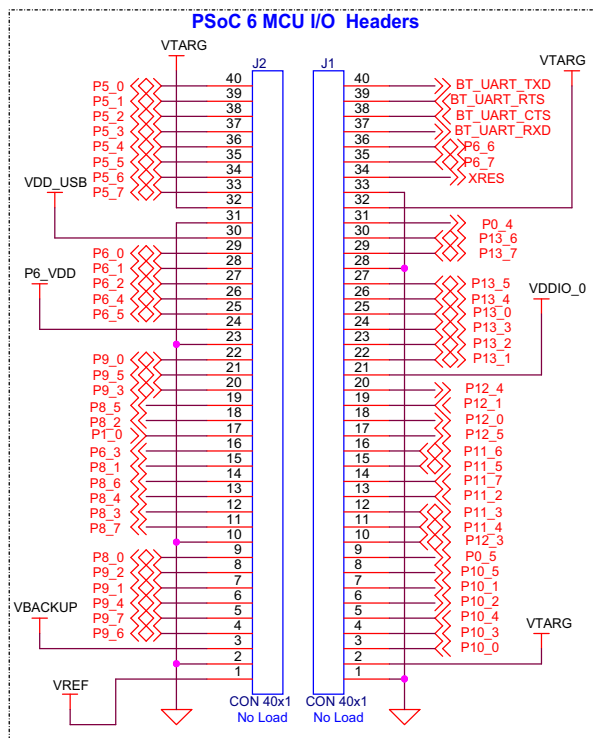 PSoC 6 MCU I/O Headers
VTARG
J2
J1
VTARG
P5_0
40
40
BT_UART_TXD
P5_1
39
39
BT_UART_RTS
P5_2
38
38
BT_UART_CTS
P5_3
37
37
BT_UART_RXD
P5_4
36
36
P6_6
P5_5
35
35
P6_7
P5_6
34
34
XRES
P5_7
33
33
VDD_USB
32
32
31
31
P0_4
30
30
P13_6
P6_0
29
29
P13_7
P6_1
28
28
P6_VDD
P6_2
27
27
P13_5
VDDIO_0
P6_4
26
26
P13_4
P6_5
25
25
P13_0
24
24
P13_3
23
23
P13_2
P9_0
22
22
P13_1
P9_5
21
21
P9_3
20
20
P12_4
P8_5
19
19
P12_1
P8_2
18
18
P12_0
P1_0
17
17
P12_5
P6_3
16
16
P11_6
P8_1
15
15
P11_5
P8_6
14
14
P11_7
P8_4
13
13
P11_2
P8_3
12
12
P11_3
P8_7
11
11
P11_4
10
10
P12_3
P8_0
9
9
P0_5
P9_2
8
8
P10_5
P9_1
7
7
P10_1
VBACKUP
P9_4
6
6
P10_2
P9_7
5
5
P10_4
P9_6
4
4
P10_3
VTARG
3
3
P10_0
2
2
VREF
1
1
CON 40x1
CON 40x1
No Load
No Load